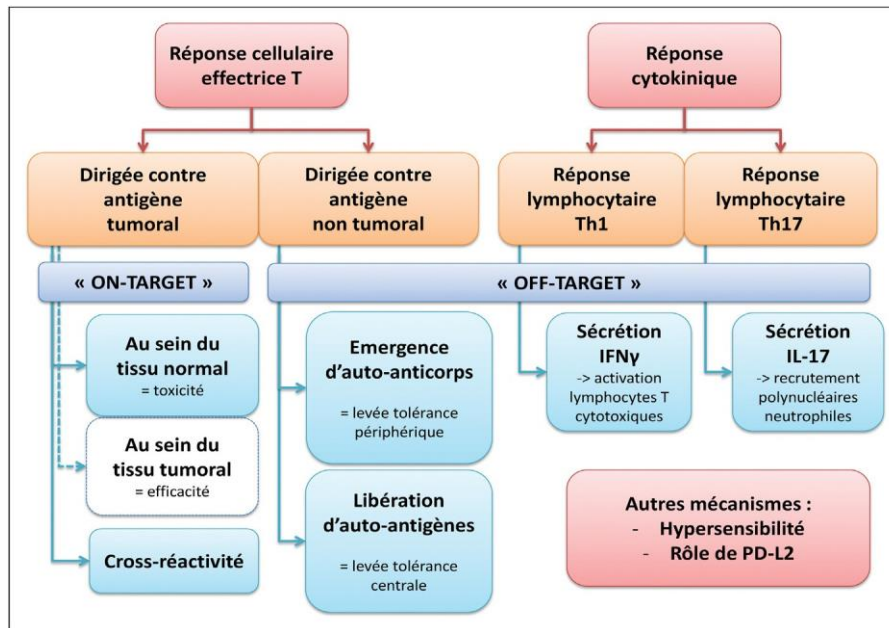 Réponse cellulaire
effectrice T
Réponse
cytokinique
Dirigée contre
antigène
tumoral
Dirigée contre
antigène
non tumoral
Réponse
lymphocytaire
Th1
Réponse
lymphocytaire
Th17
« ON-TARGET »
« OFF-TARGET »
Au sein du
tissu normal
= toxicité
Au sein du
tissu tumoral
= efficacité
Cross-réactivité
Emergence
d'auto-anticorps
= levée tolérance
périphérique
Libération
d'auto-antigènes
= levée tolérance
centrale
Sécrétion
IFNγ
-> activation
lymphocytes T
cytotoxiques
Sécrétion
IL-17
-> recrutement
polynucléaires
neutrophiles
Autres mécanismes :
- Hypersensibilité
- Rôle de PD-L2